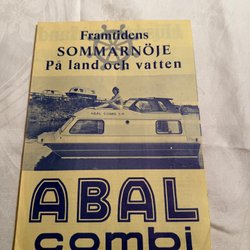 Framtidens
SOMMARNÖJE
På land och vatten
ABAL COMBI
ABAL
combi